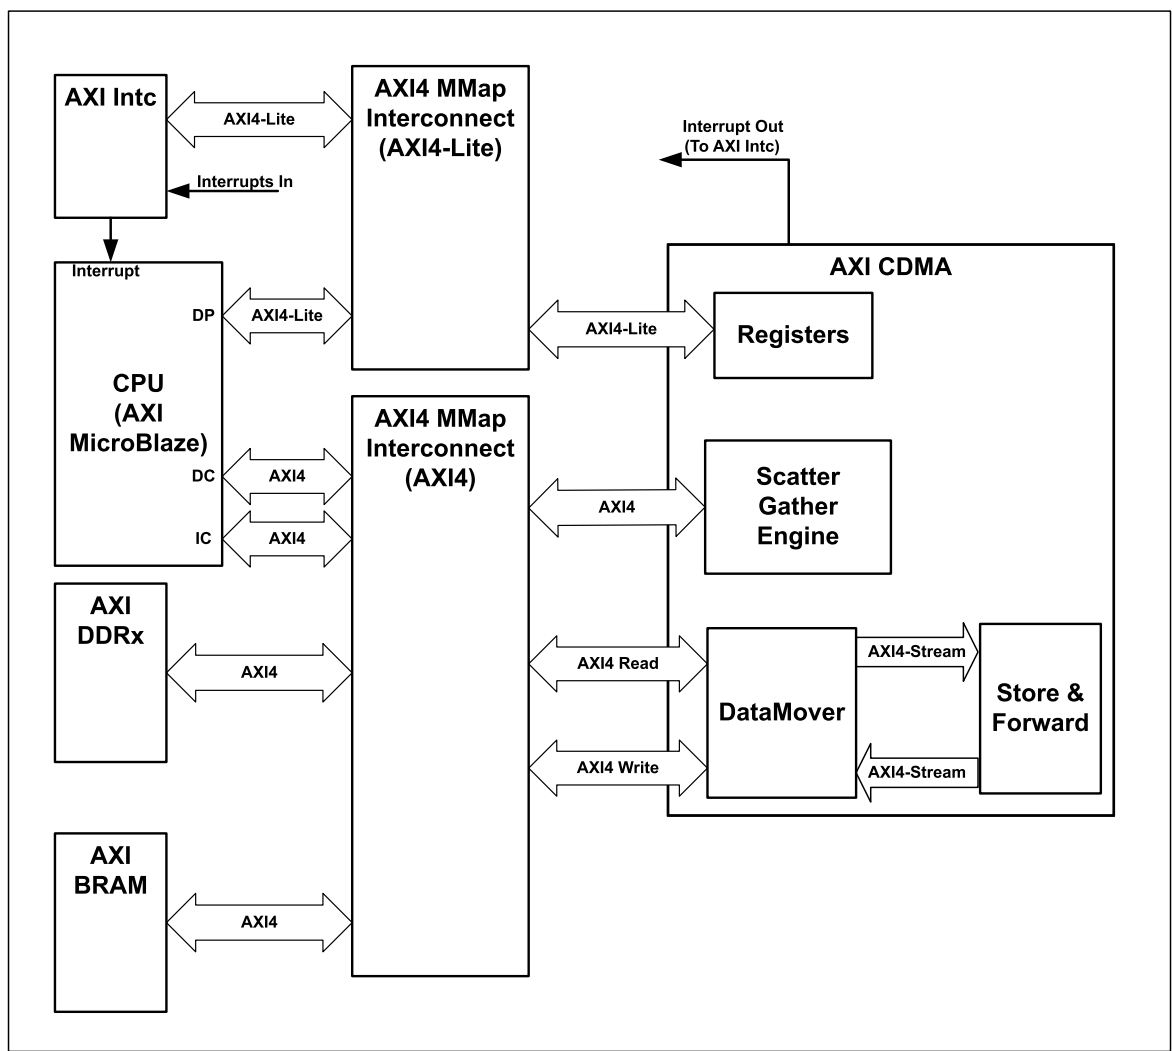 AXI Intc
AXI4-Lite
AXI4 MMap
Interconnect
(AXI4-Lite)
Interrupt Out
(To AXI Intc)
Interrupts In
Interrupt
DP
AXI4-Lite
AXI4-Lite
AXI CDMA
Registers
CPU
(AXI
MicroBlaze)
DC
AXI4
IC
AXI4
AXI4 MMap
Interconnect
(AXI4)
AXI4
Scatter
Gather
Engine
AXI
DDRx
AXI4
AXI4 Read
AXI4 Write
DataMover
AXI4-Stream
AXI4-Stream
Store &
Forward
AXI
BRAM
AXI4